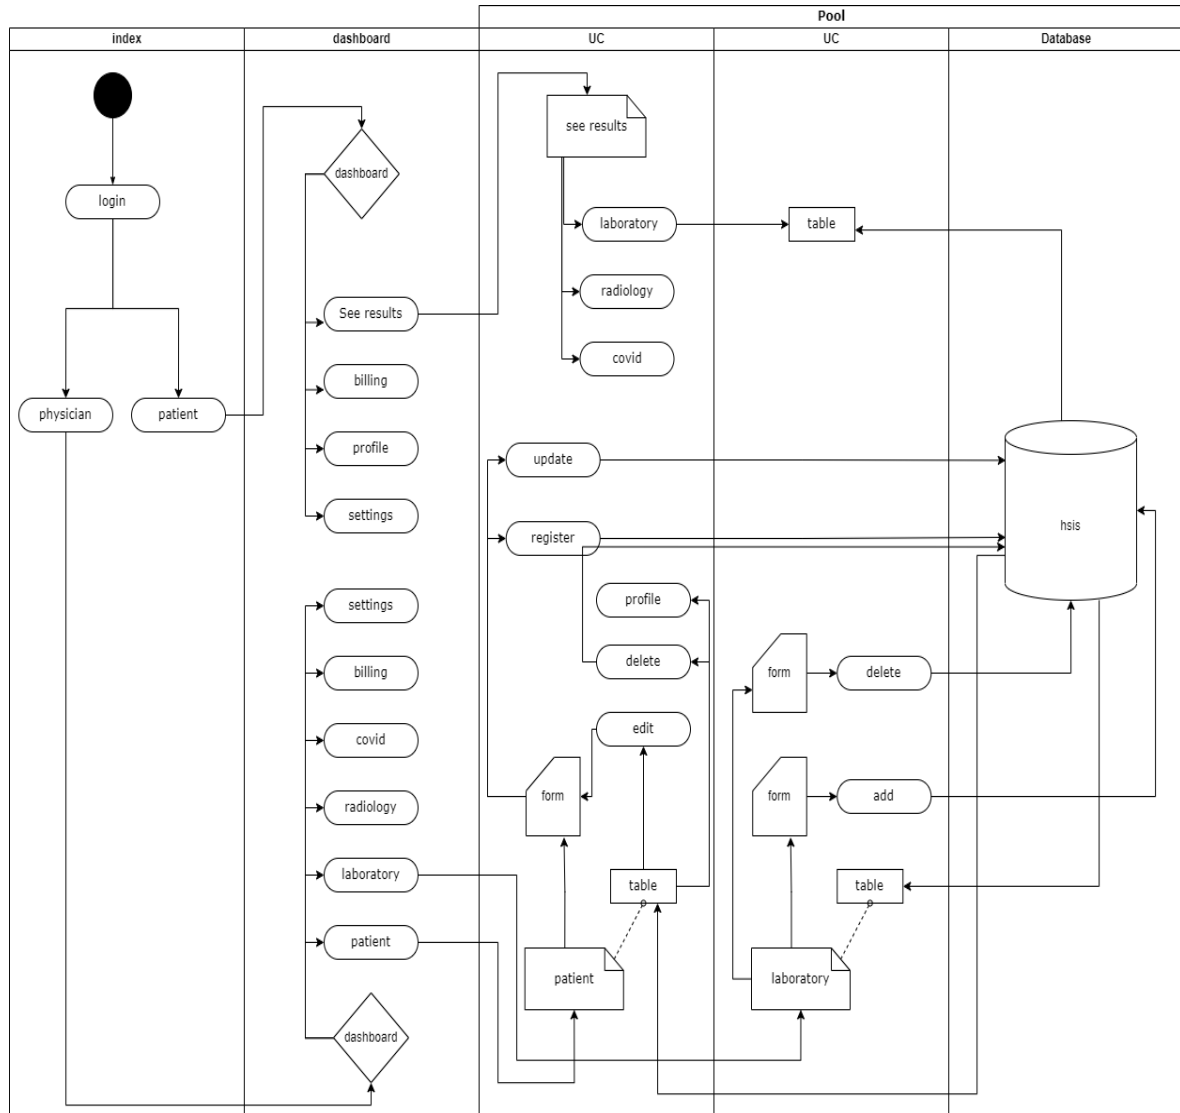 Pool
index
dashboard
UC
UC
Database
see results
dashboard
login
laboratory
table
radiology
See results
covid
billing
physician
patient
profile
update
settings
register
hsis
settings
profile
billing
delete
form
delete
covid
edit
radiology
form
form
add
laboratory
table
table
patient
patient
laboratory
dashboard